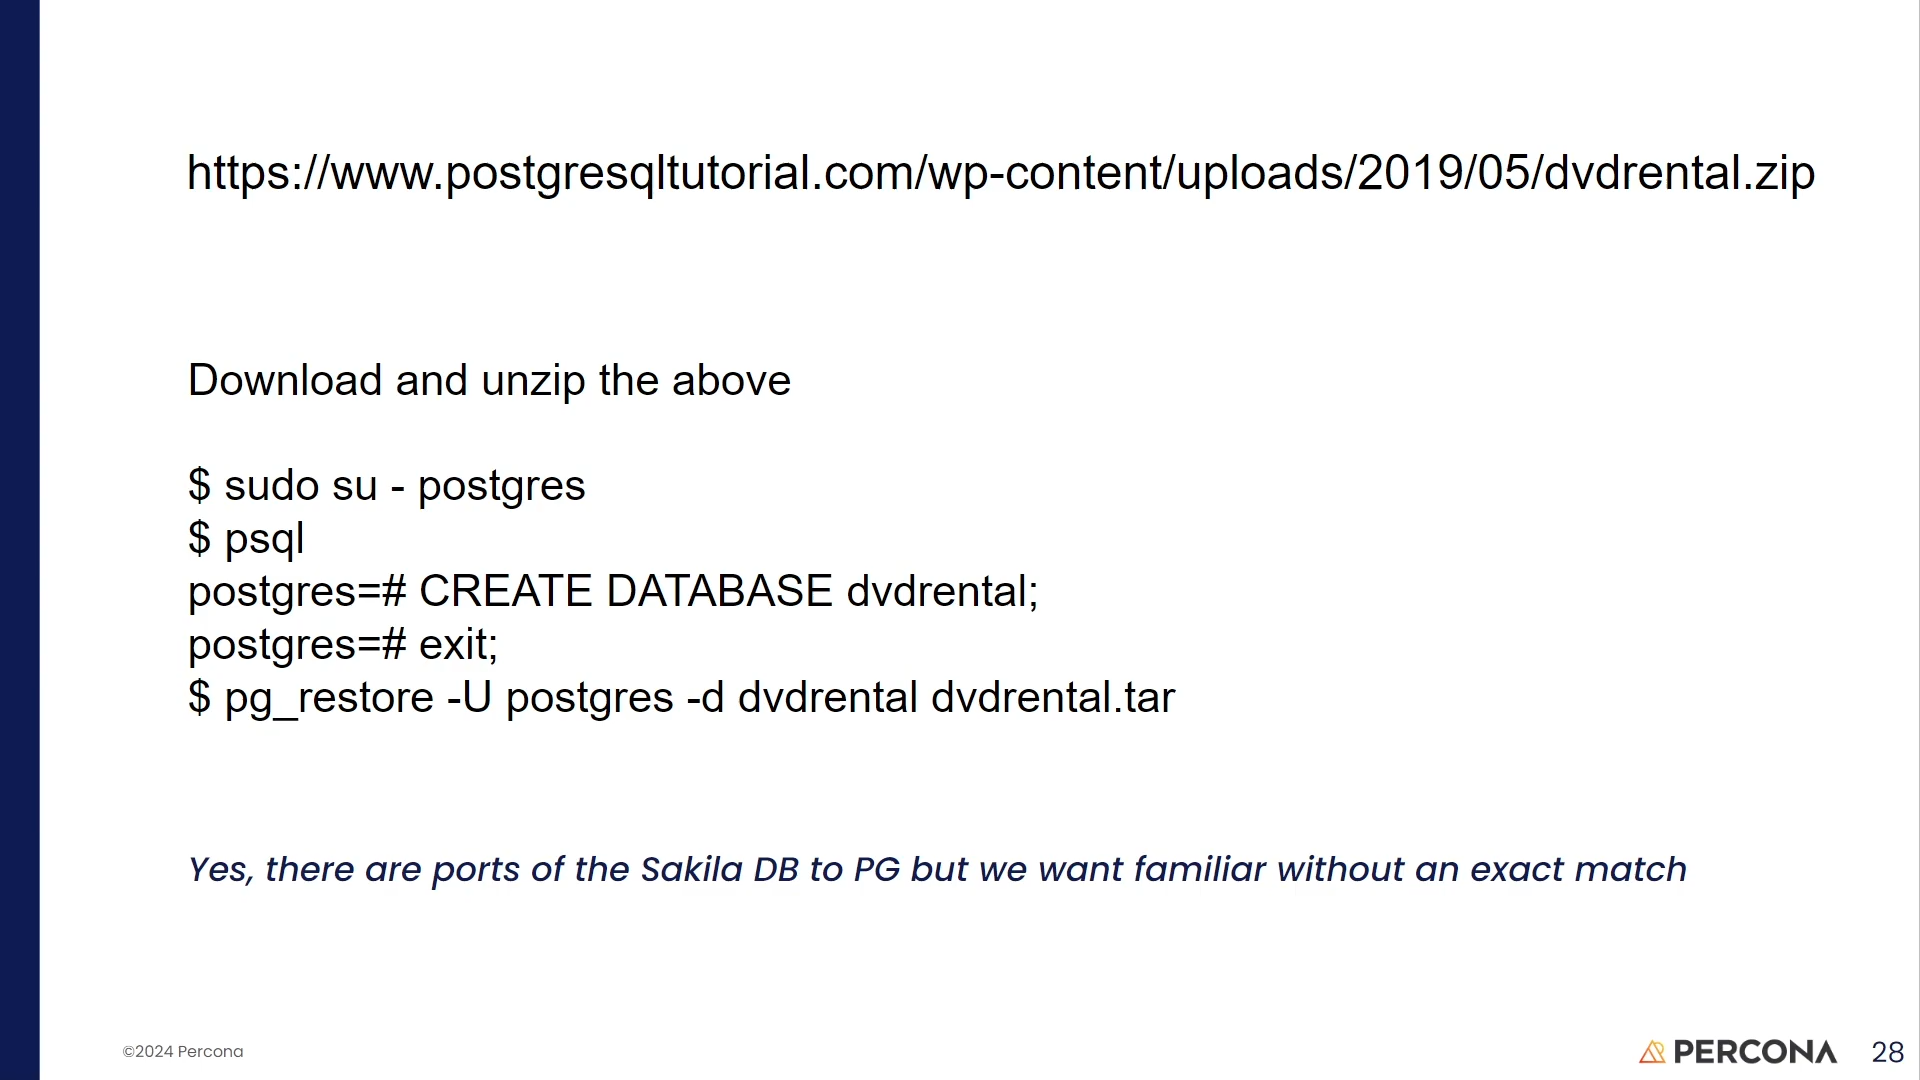 https://www.postgresqltutorial.com/wp-content/uploads/2019/05/dvdrental.zip
Download and unzip the above
$ sudo su - postgres
$ psql
postgres=# CREATE DATABASE dvdrental;
postgres=# exit;
$ pg_restore -U postgres -d dvdrental dvdrental.tar
Yes, there are ports of the Sakila DB to PG but we want familiar without an exact match
©2024 Percona
PERCONA
28